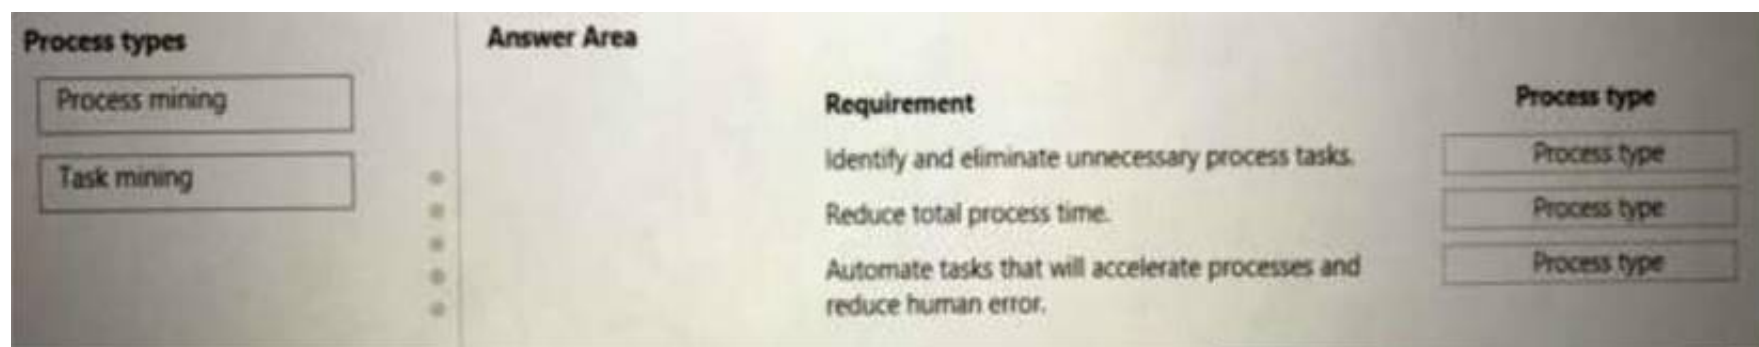 Process types
Process mining
Task mining
Answer Area
Requirement
Process type
Identify and eliminate unnecessary process tasks.
Process type
Reduce total process time.
Process type
Automate tasks that will accelerate processes and
reduce human error.
Process type